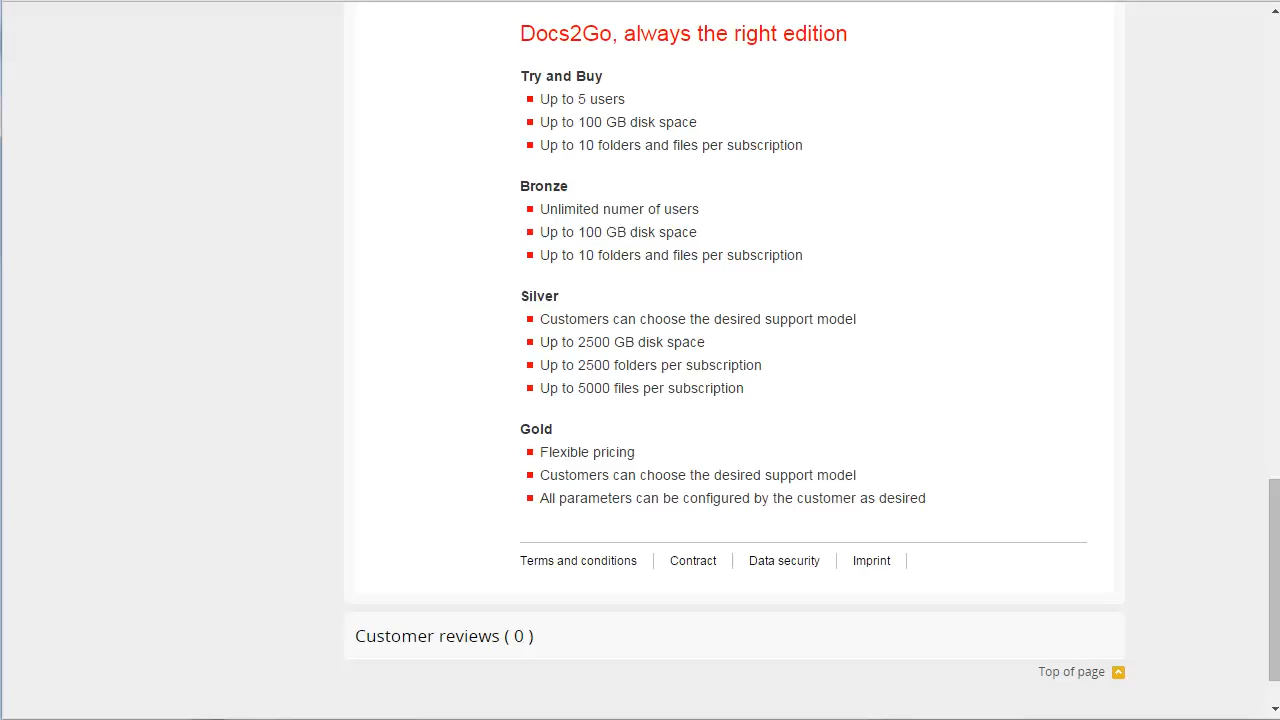 Docs2Go, always the right edition
Try and Buy
Up to 5 users
Up to 100 GB disk space
Up to 10 folders and files per subscription
Bronze
Unlimited numer of users
Up to 100 GB disk space
Up to 10 folders and files per subscription
Silver
Customers can choose the desired support model
Up to 2500 GB disk space
Up to 2500 folders per subscription
Up to 5000 files per subscription
Gold
Flexible pricing
Customers can choose the desired support model
All parameters can be configured by the customer as desired
Terms and conditions Contract Data security Imprint
Customer reviews ( 0 )
Top of page